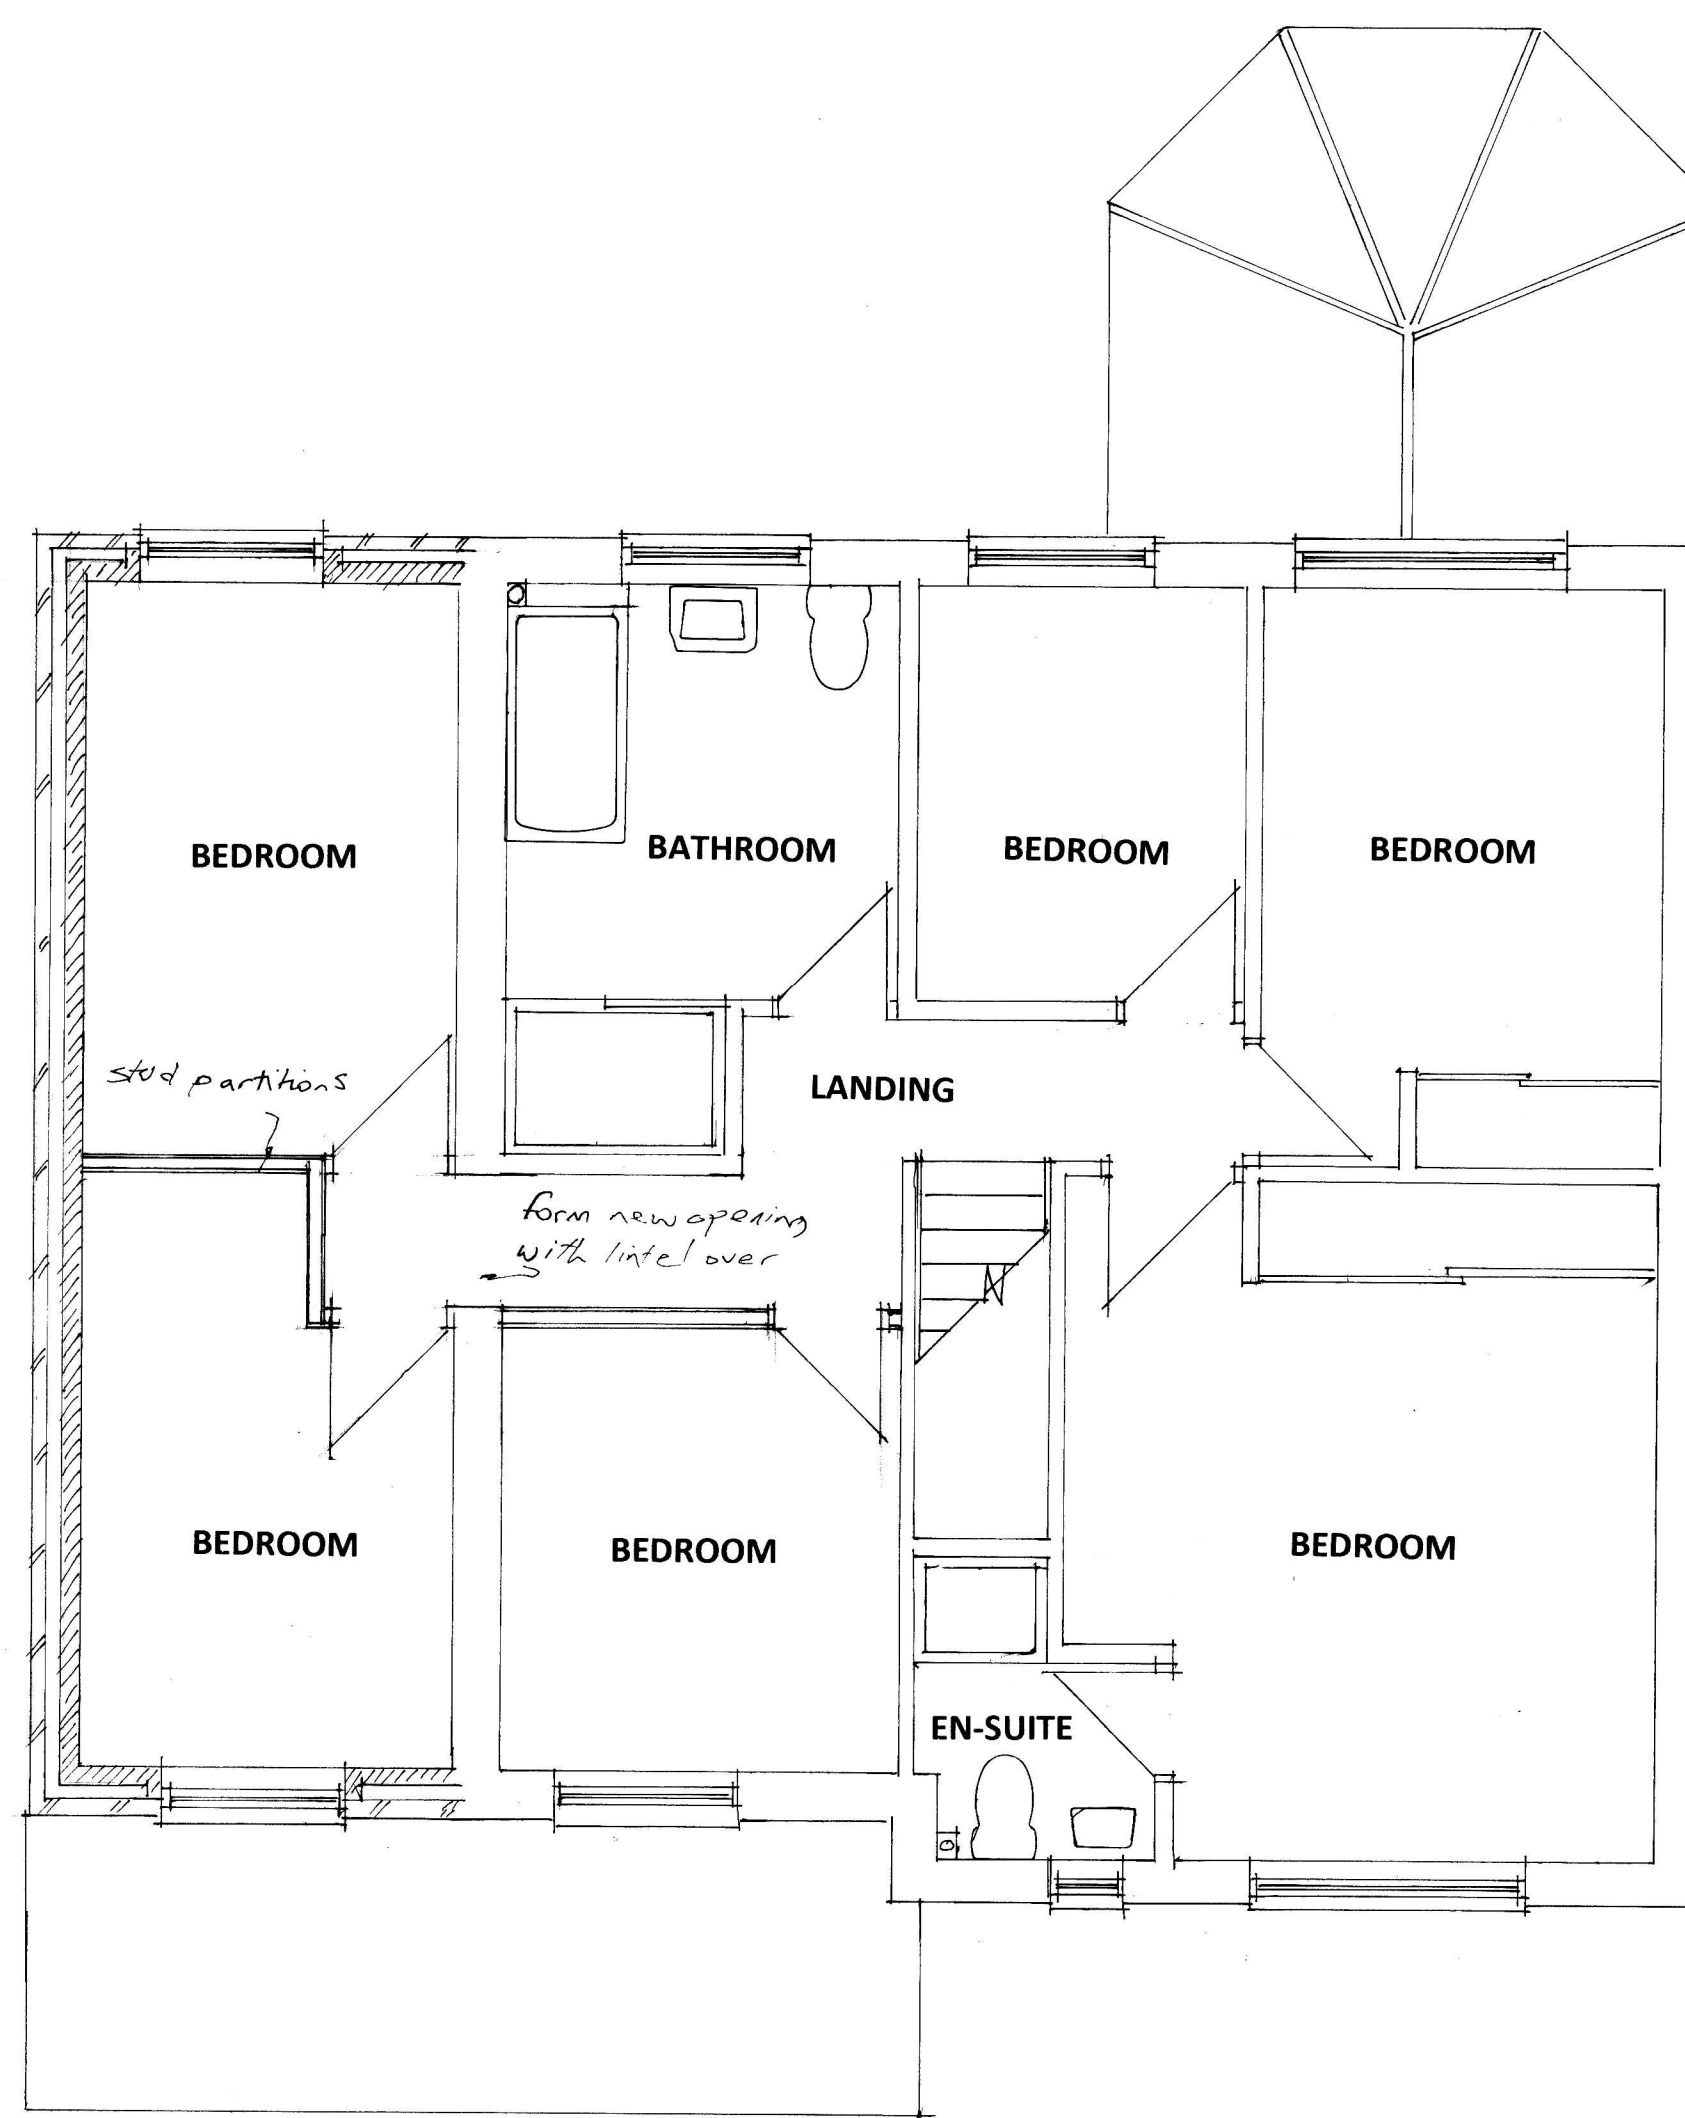 BEDROOM
BATHROOM
BEDROOM
BEDROOM
stud partitions
LANDING
form new opening
with lintel over
BEDROOM
BEDROOM
BEDROOM
EN-SUITE